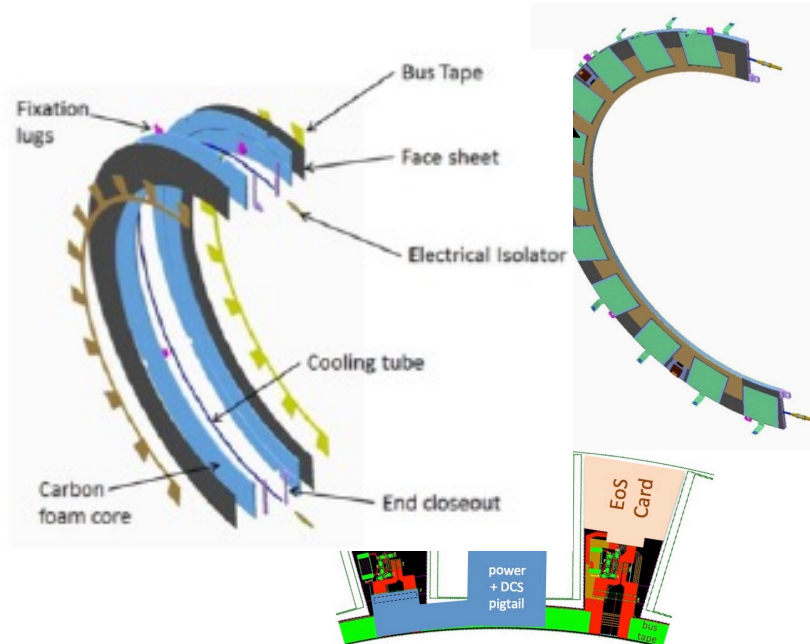 Bus Tape
Fixation
lugs
Face sheet
Electrical Isolator
Cooling tube
Carbon
foam core
End closeout
EoS
Card
power
+ DCS
pigtail
bus
tape